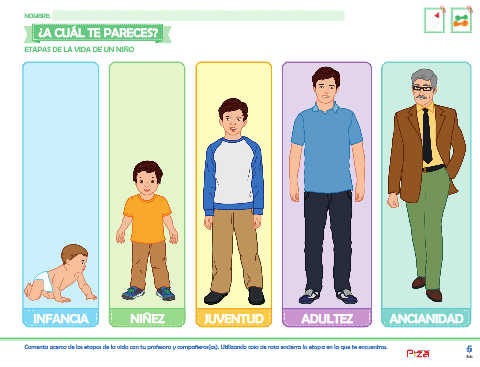 NOMBRE:
¿A CUÁL TE PARECES?
ETAPAS DE LA VIDA DE UN NIÑO
INFANCIA
NIÑEZ
JUVENTUD
ADULTEZ
ANCIANIDAD
Comenta acerca de las etapas de la vida con tu profesora y compañeros(as). Utilizando caja de rota encierra la etapa en la que te encuentras.
6